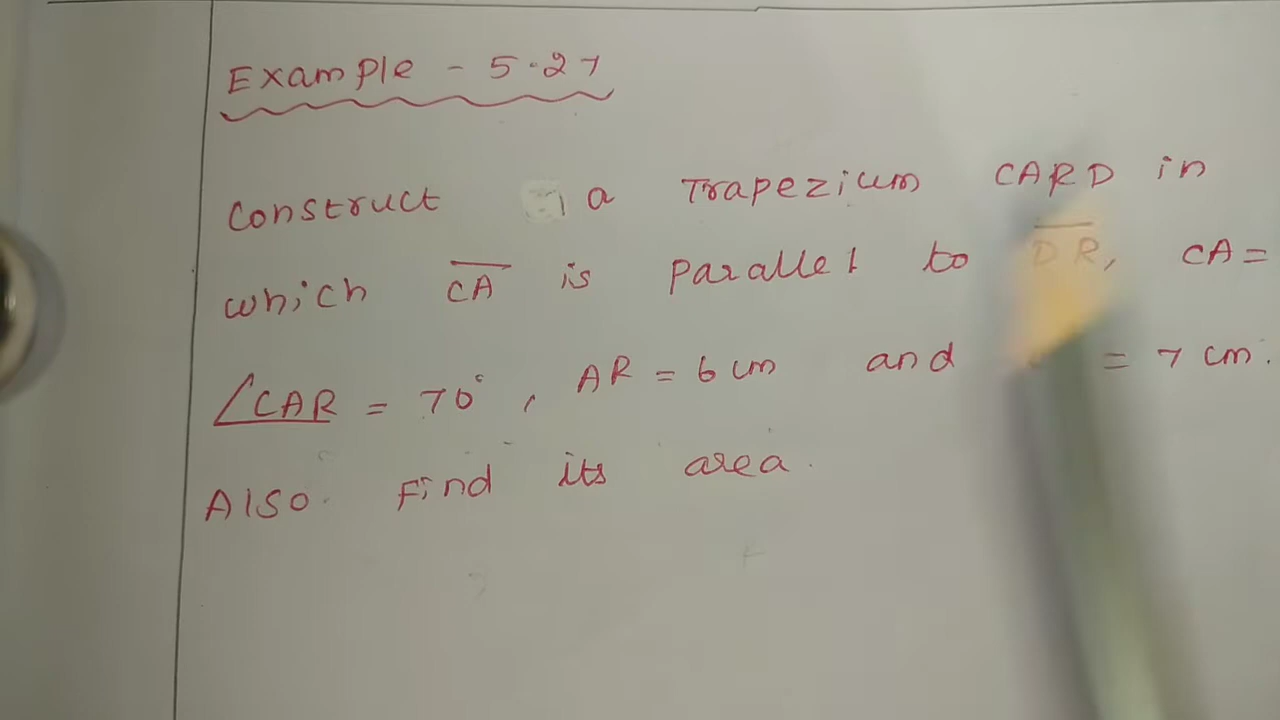 Example - 5.27
Construct a Trapezium CARD in
which CA is parallel to DR, CA=
∠CAR = 70°, AR = 6 cm and = 7 cm.
Also. Find its area.